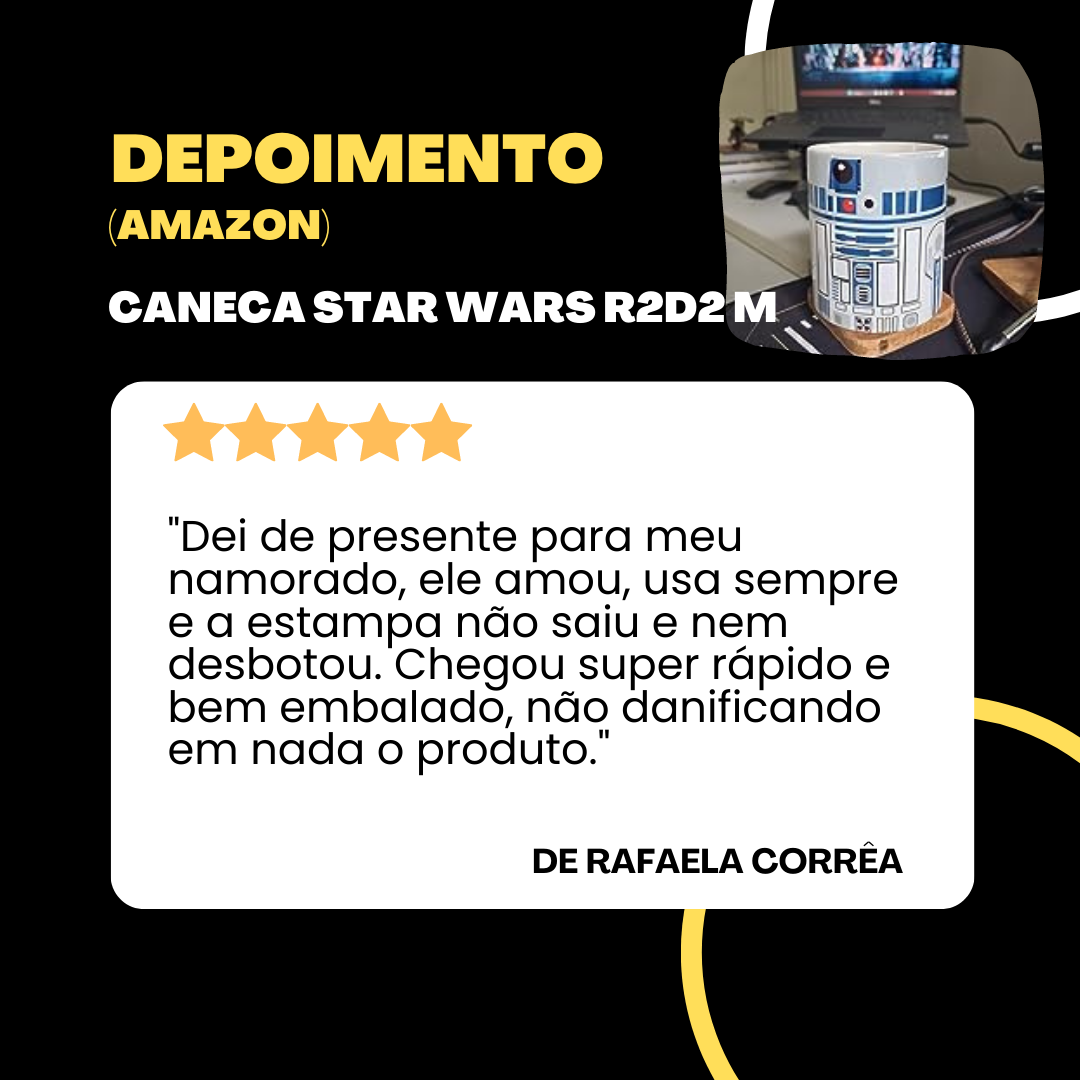 DEPOIMENTO
(AMAZON)
CANECA STAR WARS R2D2 M
"Dei de presente para meu
namorado, ele amou, usa sempre
e a estampa não saiu e nem
desbotou. Chegou super rápido e
bem embalado, não danificando
em nada o produto."
DE RAFAELA CORRÊA